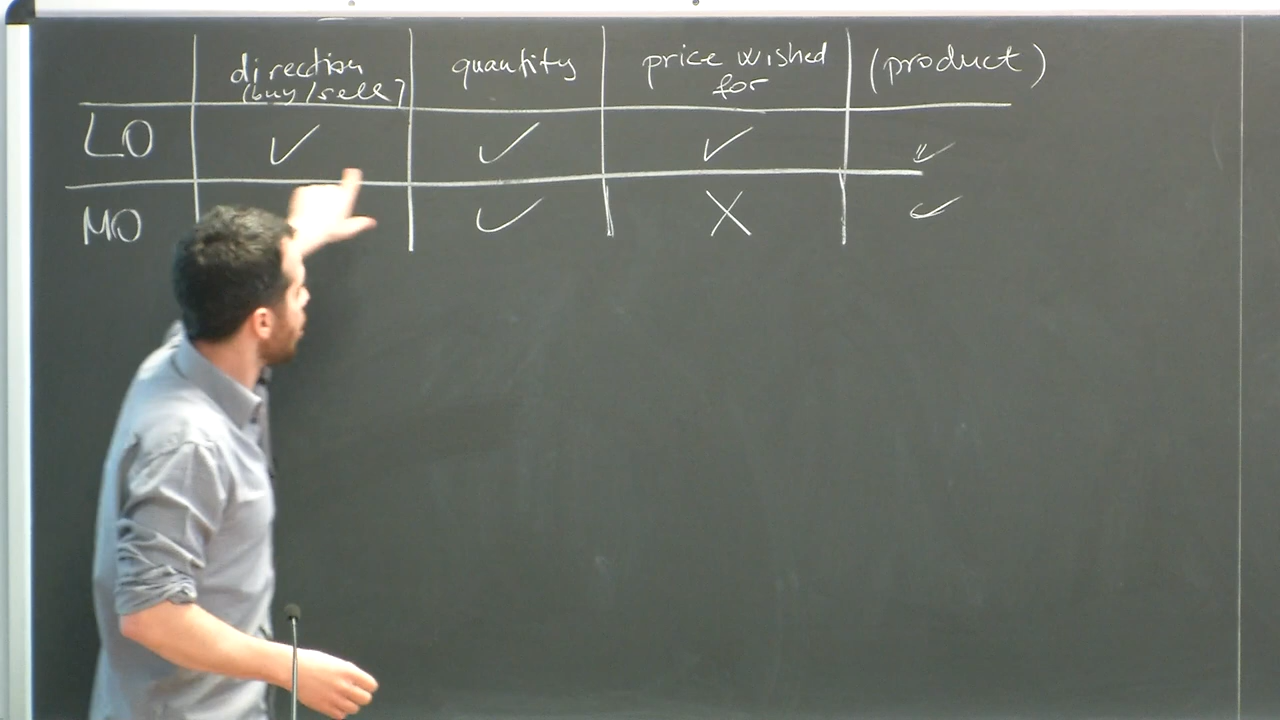 direction quantity price wished (product)
(buy/sell) for
LO ✓ ✓ ✓ ✓
MO ✓ X ✓